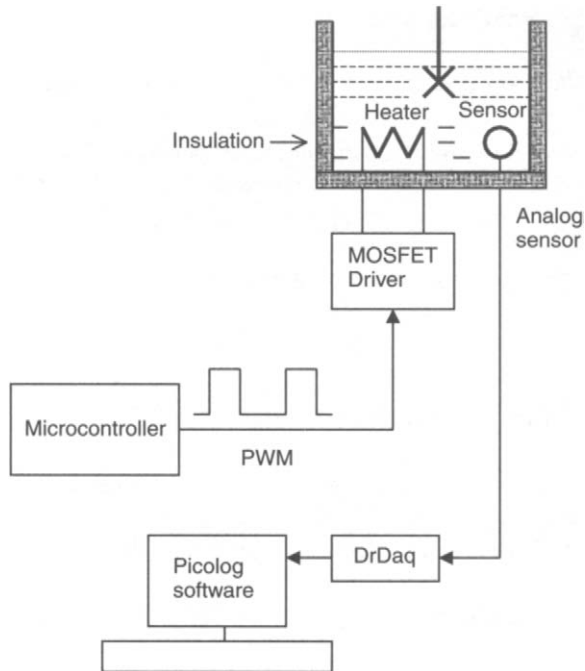 Heater
Sensor
Insulation
Analog
sensor
MOSFET
Driver
Microcontroller
PWM
DrDaq
Picolog
software